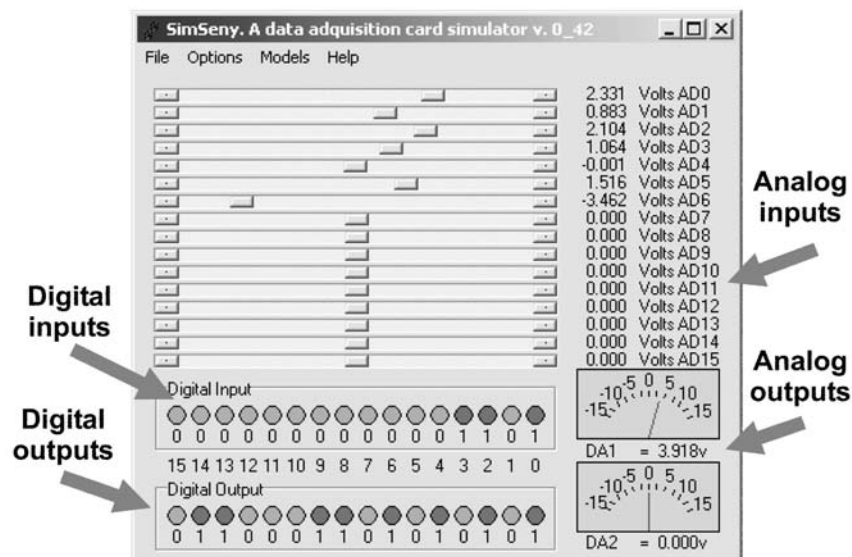 SimSeny. A data adquisition card simulator v. 0_42
File Options Models Help
2.331 Volts AD0
0.883 Volts AD1
2.104 Volts AD2
1.064 Volts AD3
-0.001 Volts AD4
1.516 Volts AD5
-3.462 Volts AD6
0.000 Volts AD7
0.000 Volts AD8
0.000 Volts AD9
0.000 Volts AD10
0.000 Volts AD11
0.000 Volts AD12
0.000 Volts AD13
0.000 Volts AD14
0.000 Volts AD15
Analog
inputs
Digital
inputs
Digital Input
0 0 0 0 0 0 0 0 0 0 0 0 1 1 0 1
15 14 13 12 11 10 9 8 7 6 5 4 3 2 1 0
Digital
outputs
Digital Output
0 1 1 0 0 0 1 1 0 1 0 1 0 1 0 1
-15 -10 -5 0 5 10 15
DA1 = 3.918v
Analog
outputs
-15 -10 -5 0 5 10 15
DA2 = 0.000v